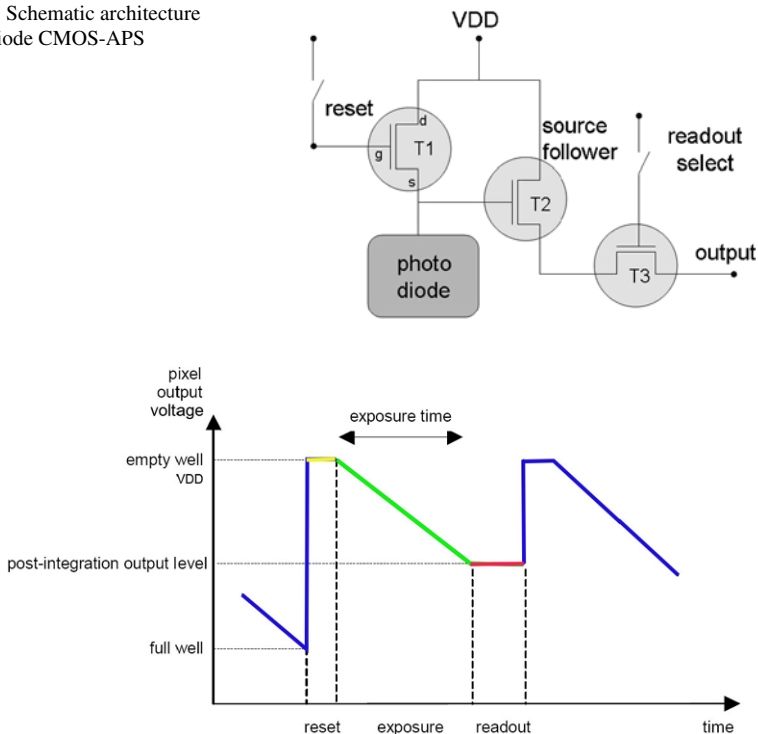 Schematic architecture
iode CMOS-APS
VDD
reset
d
g
T1
s
source
follower
T2
readout
select
T3
output
photo
diode
pixel
output
voltage
exposure time
empty well
VDD
post-integration output level
full well
reset
exposure
readout
time